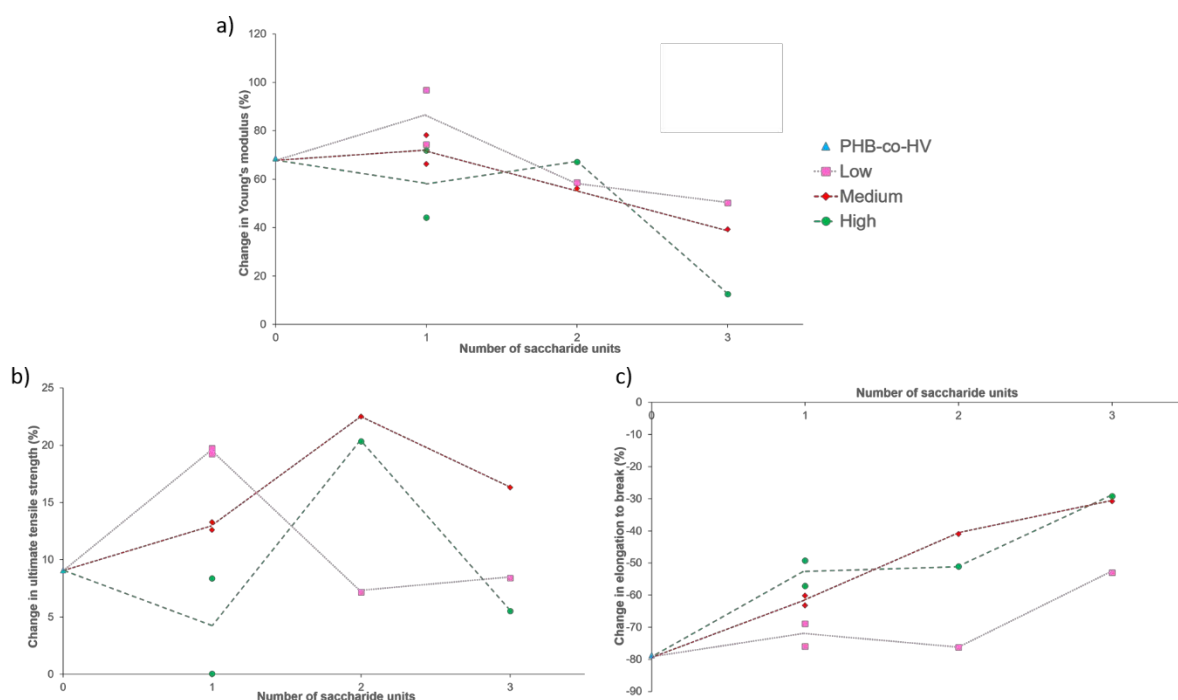 a)
120
100
80
60
40
20
0
Change in Young's modulus (%)
0 1 2 3
Number of saccharide units
PHB-co-HV
Low
Medium
High
b)
25
20
15
10
5
0
Change in ultimate tensile strength (%)
0 1 2 3
Number of saccharide units
c)
Number of saccharide units
0 1 2 3
0
-10
-20
-30
-40
-50
-60
-70
-80
-90
Change in elongation to break (%)